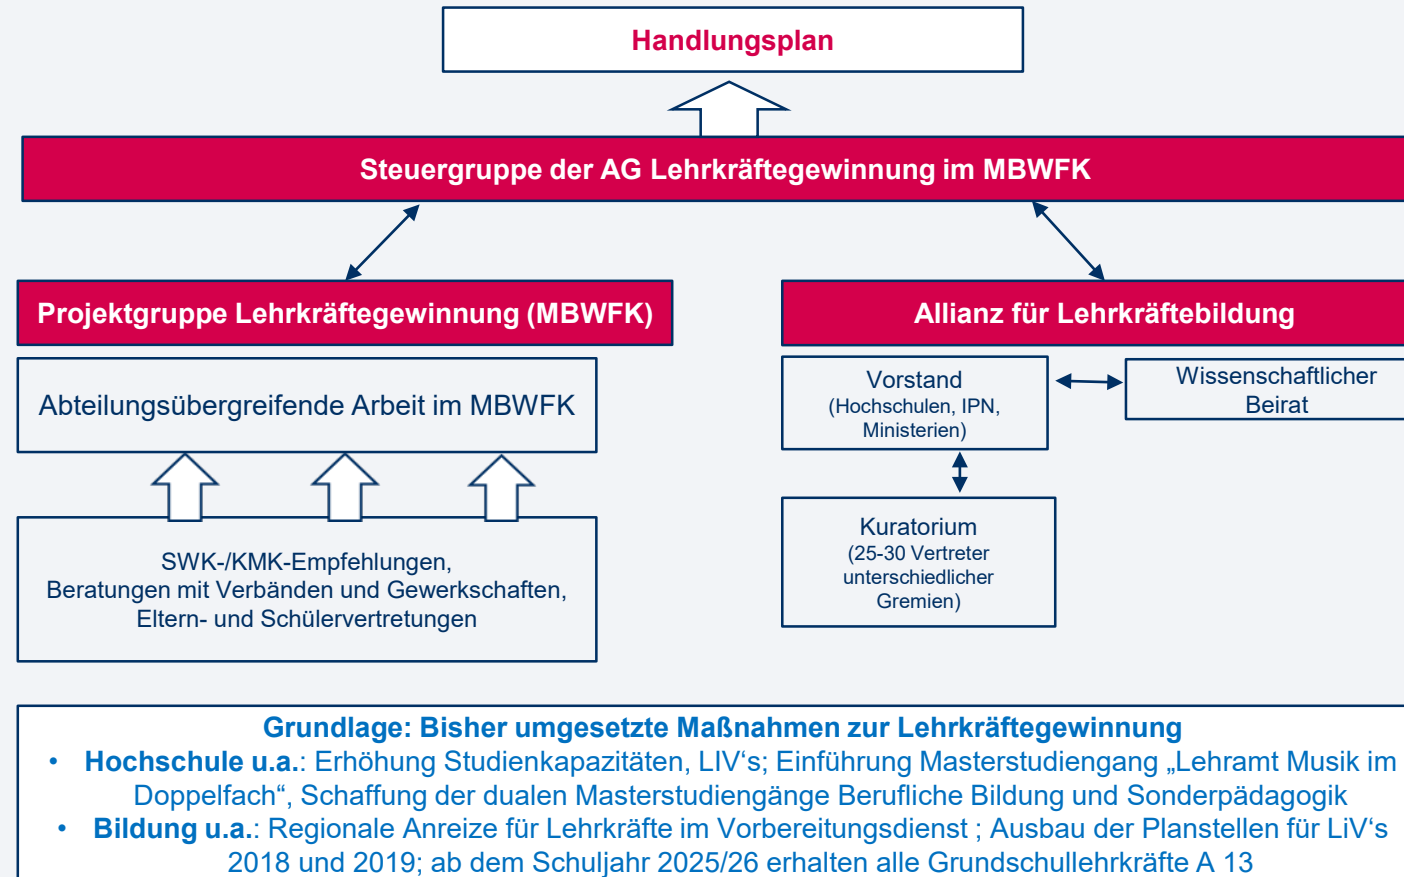 Handlungsplan
Steuergruppe der AG Lehrkräftegewinnung im MBWFK
Projektgruppe Lehrkräftegewinnung (MBWFK)
Abteilungsübergreifende Arbeit im MBWFK
SWK-/KMK-Empfehlungen,
Beratungen mit Verbänden und Gewerkschaften,
Eltern- und Schülervertretungen
Allianz für Lehrkräftebildung
Vorstand
(Hochschulen, IPN,
Ministerien)
Wissenschaftlicher
Beirat
Kuratorium
(25-30 Vertreter
unterschiedlicher
Gremien)
Grundlage: Bisher umgesetzte Maßnahmen zur Lehrkräftegewinnung
• Hochschule u.a.: Erhöhung Studienkapazitäten, LIV‘s; Einführung Masterstudiengang „Lehramt Musik im
Doppelfach“, Schaffung der dualen Masterstudiengänge Berufliche Bildung und Sonderpädagogik
• Bildung u.a.: Regionale Anreize für Lehrkräfte im Vorbereitungsdienst ; Ausbau der Planstellen für LiV‘s
2018 und 2019; ab dem Schuljahr 2025/26 erhalten alle Grundschullehrkräfte A 13